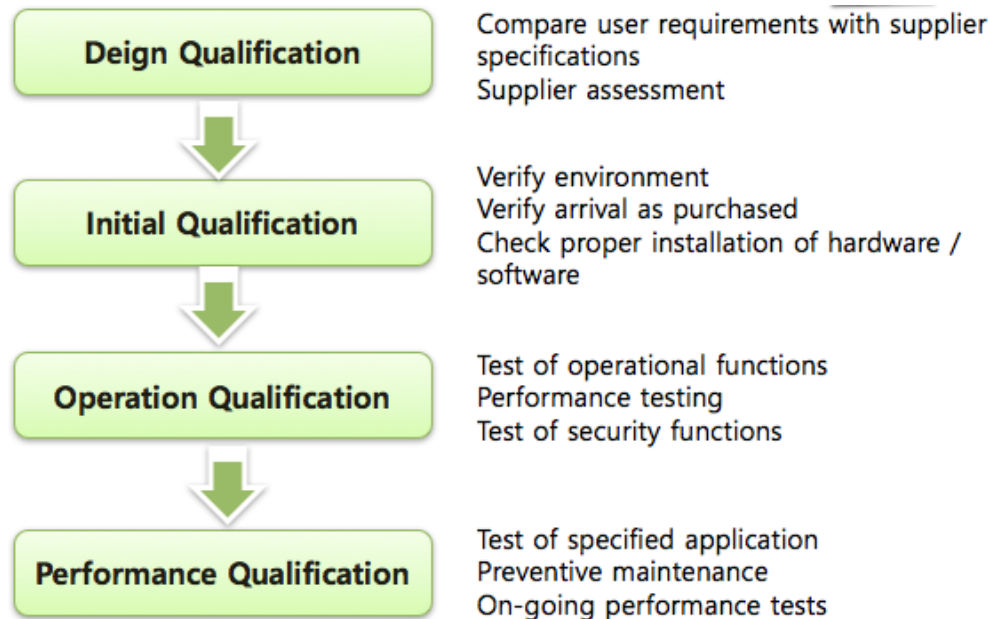 Deign Qualification
Compare user requirements with supplier
specifications
Supplier assessment
Initial Qualification
Verify environment
Verify arrival as purchased
Check proper installation of hardware /
software
Operation Qualification
Test of operational functions
Performance testing
Test of security functions
Performance Qualification
Test of specified application
Preventive maintenance
On-going performance tests